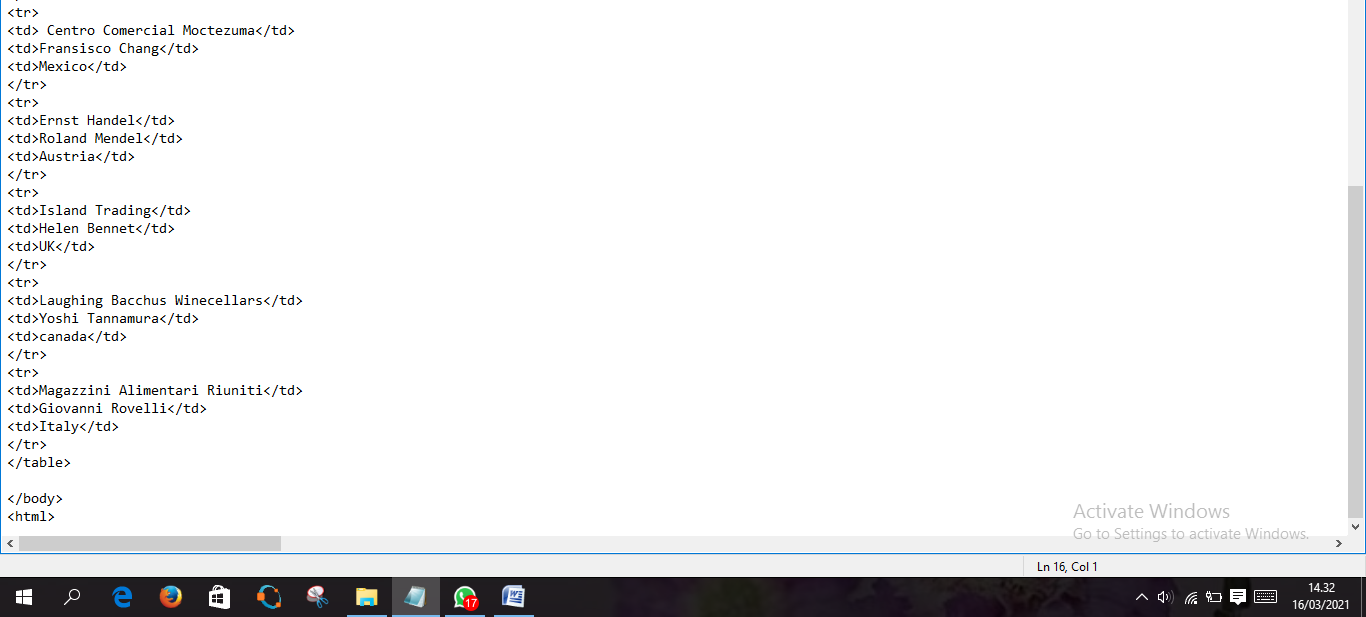 <tr>
<td> Centro Comercial Moctezuma</td>
<td>Fransisco Chang</td>
<td>Mexico</td>
</tr>
<tr>
<td>Ernst Handel</td>
<td>Roland Mendel</td>
<td>Austria</td>
</tr>
<tr>
<td>Island Trading</td>
<td>Helen Bennet</td>
<td>UK</td>
</tr>
<tr>
<td>Laughing Bacchus Winecellars</td>
<td>Yoshi Tannamura</td>
<td>canada</td>
</tr>
<tr>
<td>Magazzini Alimentari Riuniti</td>
<td>Giovanni Rovelli</td>
<td>Italy</td>
</tr>
</table>
</body>
<html>
Activate Windows
Go to Settings to activate Windows.
Ln 16, Col 1
17
14.32
16/03/2021